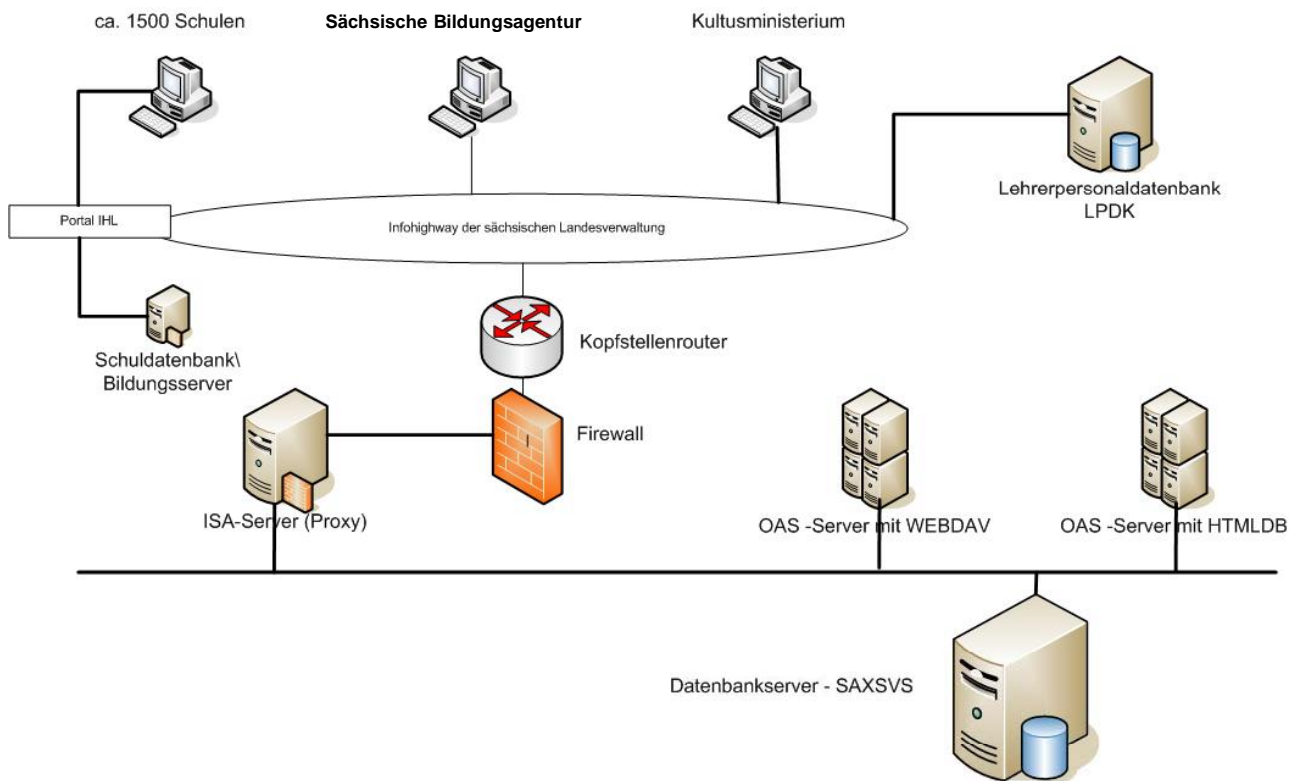 ca. 1500 Schulen
Sächsische Bildungsagentur
Kultusministerium
Lehrerpersonaldatenbank
LPDK
Portal IHL
Infohighway der sächsischen Landesverwaltung
Kopfstellenrouter
Schuldatenbank\
Bildungsserver
Firewall
ISA-Server (Proxy)
OAS -Server mit WEBDAV
OAS -Server mit HTMLDB
Datenbankserver - SAXSVS